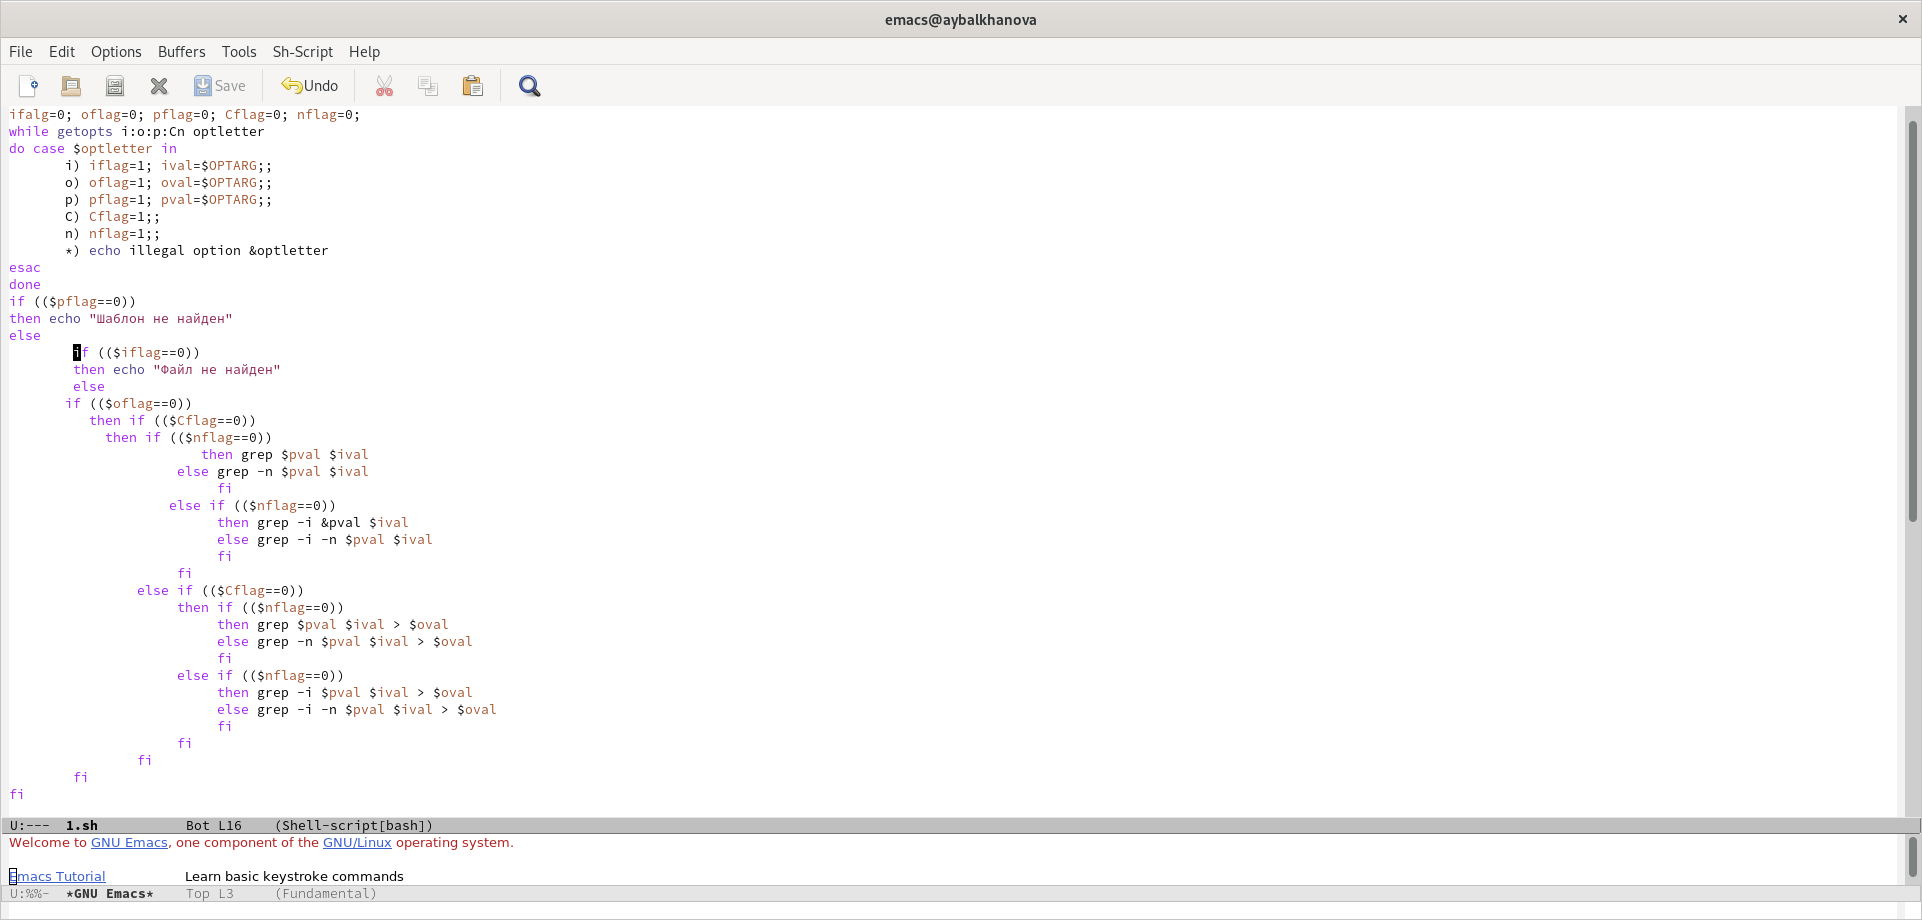 emacs@aybalkhanova ×
File Edit Options Buffers Tools Sh-Script Help
Save Undo
ifalg=0; oflag=0; pflag=0; Cflag=0; nflag=0;
while getopts i:o:p:Cn optletter
do case $optletter in
i) iflag=1; ival=$OPTARG;;
o) oflag=1; oval=$OPTARG;;
p) pflag=1; pval=$OPTARG;;
C) Cflag=1;;
n) nflag=1;;
*) echo illegal option &optletter
esac
done
if (($pflag==0))
then echo "Шаблон не найден"
else
if (($iflag==0))
then echo "Файл не найден"
else
if (($oflag==0))
then if (($Cflag==0))
then if (($nflag==0))
then grep $pval $ival
else grep -n $pval $ival
fi
else if (($nflag==0))
then grep -i &pval $ival
else grep -i -n $pval $ival
fi
fi
else if (($Cflag==0))
then if (($nflag==0))
then grep $pval $ival > $oval
else grep -n $pval $ival > $oval
fi
else if (($nflag==0))
then grep -i $pval $ival > $oval
else grep -i -n $pval $ival > $oval
fi
fi
fi
fi
fi
U:--- 1.sh Bot L16 (Shell-script[bash])
Welcome to GNU Emacs, one component of the GNU/Linux operating system.
Emacs Tutorial Learn basic keystroke commands
U:%%- *GNU Emacs* Top L3 (Fundamental)